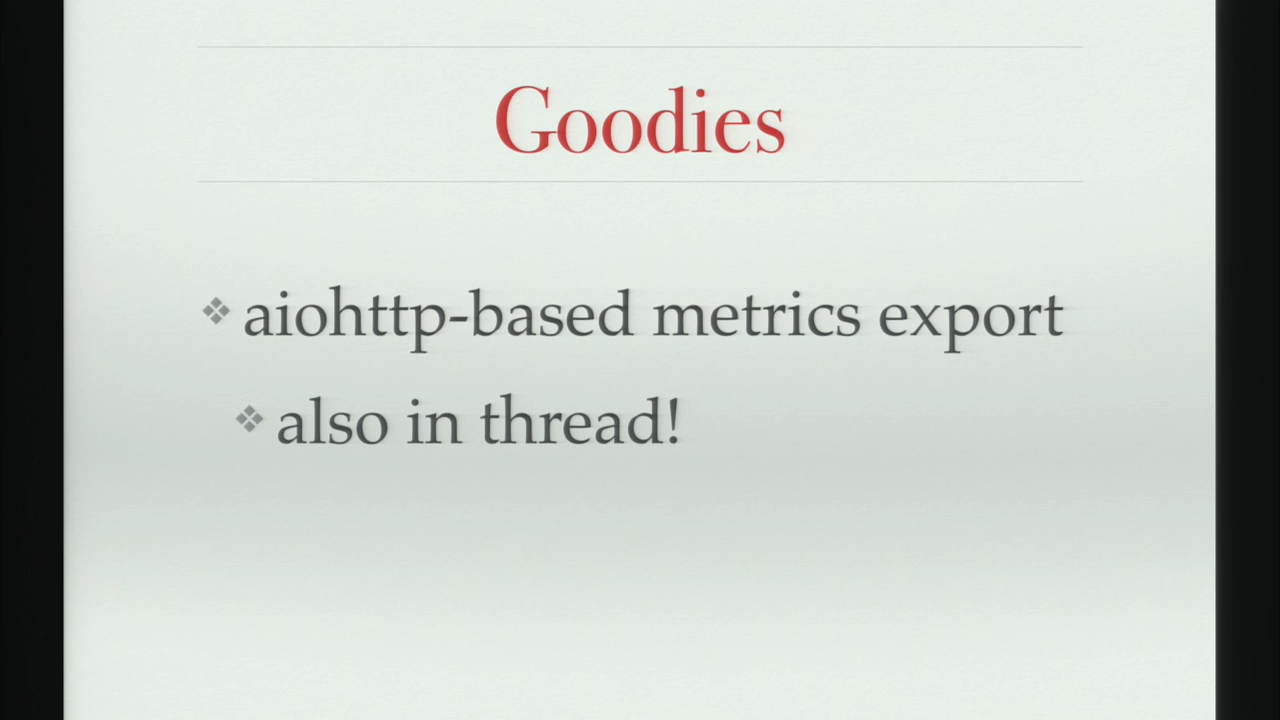 Goodies
❖ aiohttp-based metrics export
❖ also in thread!